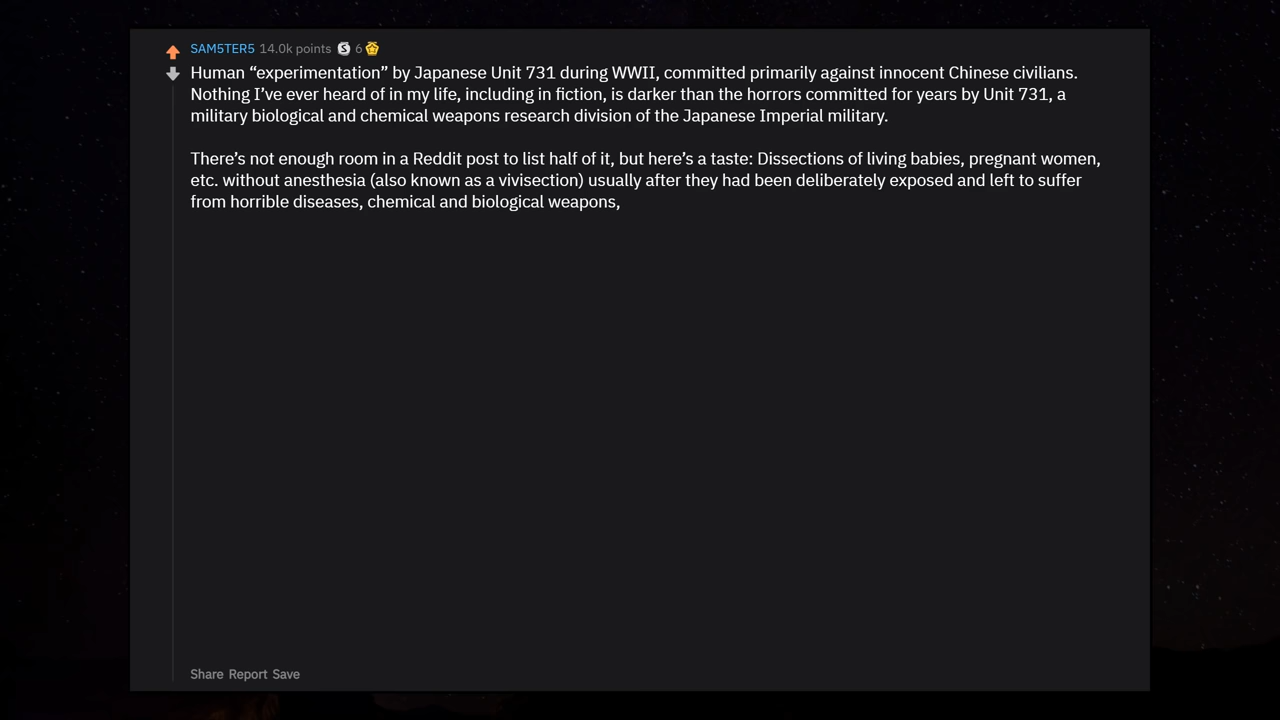 SAM5TER5 14.0k points S 6
Human “experimentation” by Japanese Unit 731 during WWII, committed primarily against innocent Chinese civilians.
Nothing I’ve ever heard of in my life, including in fiction, is darker than the horrors committed for years by Unit 731, a
military biological and chemical weapons research division of the Japanese Imperial military.
There’s not enough room in a Reddit post to list half of it, but here’s a taste: Dissections of living babies, pregnant women,
etc. without anesthesia (also known as a vivisection) usually after they had been deliberately exposed and left to suffer
from horrible diseases, chemical and biological weapons,
Share Report Save